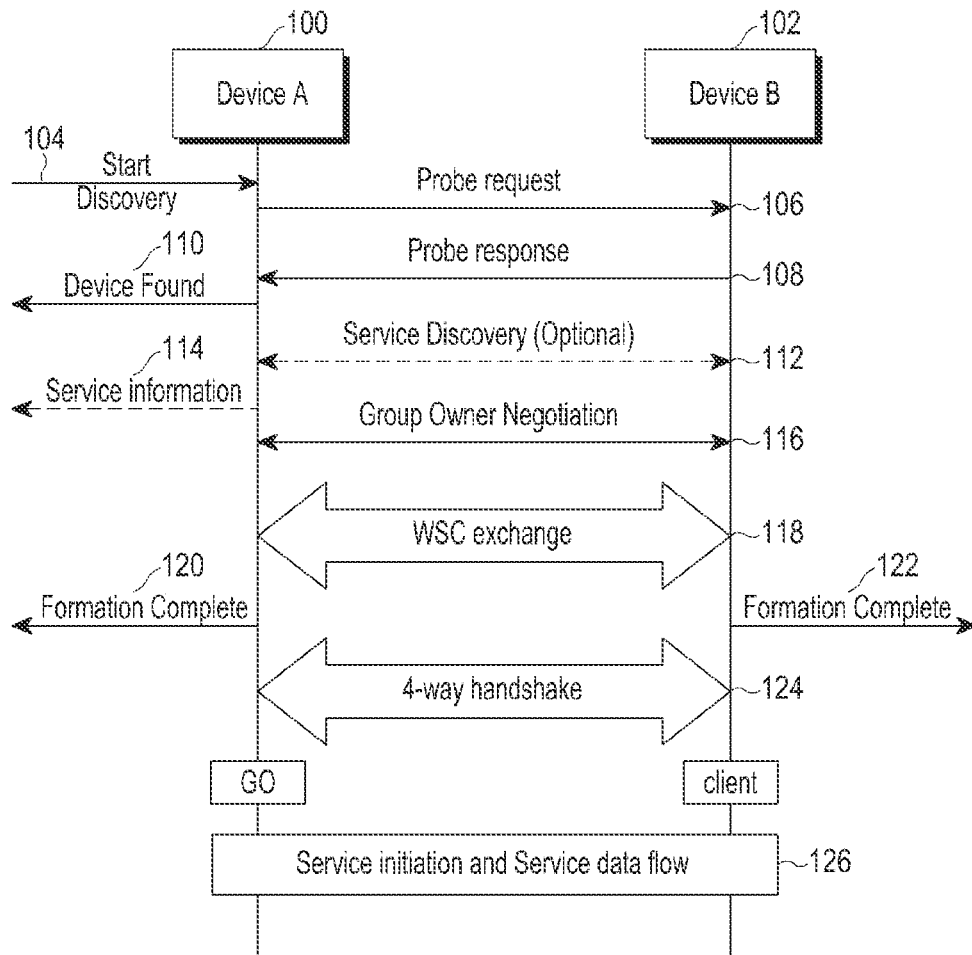 100
102
Device A
Device B
104
Start
Discovery
Probe request
106
110
Probe response
108
Device Found
114
Service Discovery (Optional)
112
Service information
Group Owner Negotiation
116
WSC exchange
118
120
122
Formation Complete
Formation Complete
4-way handshake
124
GO
client
Service initiation and Service data flow
126